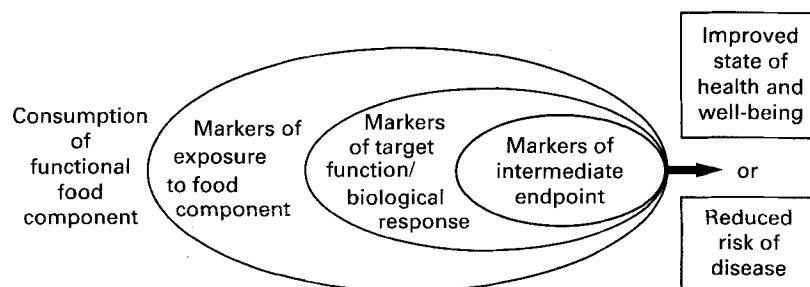 Consumption
of
functional
food
component
Markers of
exposure
to food
component
Markers
of target
function/
biological
response
Markers of
intermediate
endpoint
Improved
state of
health and
well-being
or
Reduced
risk of
disease